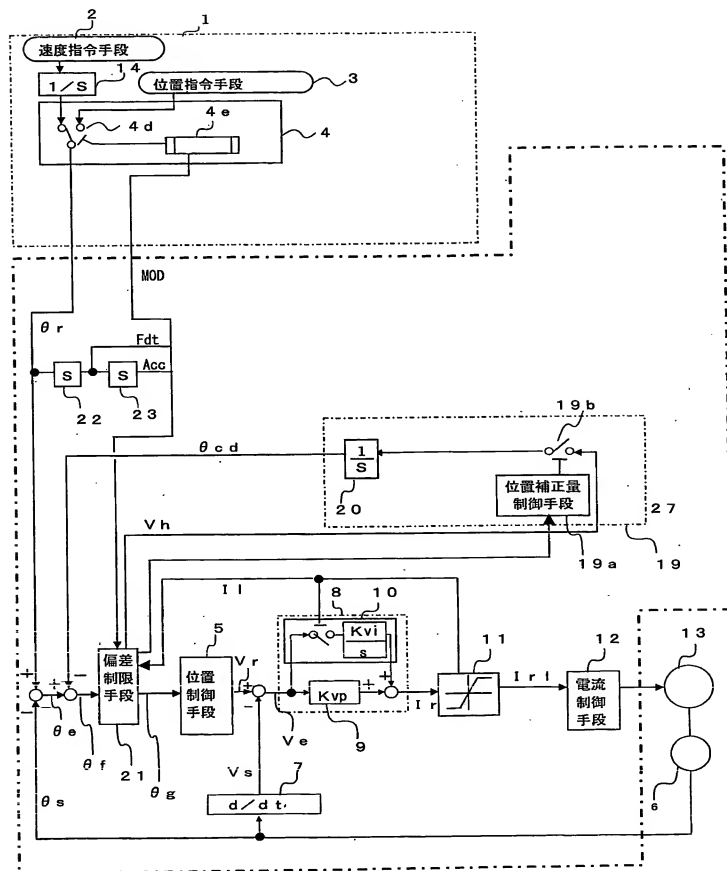 1
2
速度指令手段
1/S
14
位置指令手段
3
4d
4e
4
MOD
θr
Fdt
Acc
S
S
22
23
19b
θcd
1
S
20
位置補正量
制御手段
27
19
19a
Vh
Il
8
10
5
Kvi
s
11
12
13
偏差
制限
手段
位置
制御
手段
Vr
+
-
Kvp
+
+
Ir
Irl
電流
制御
手段
+
-
+
-
θe
θf
21
θg
Ve
9
6
Vs
7
θs
d/dt